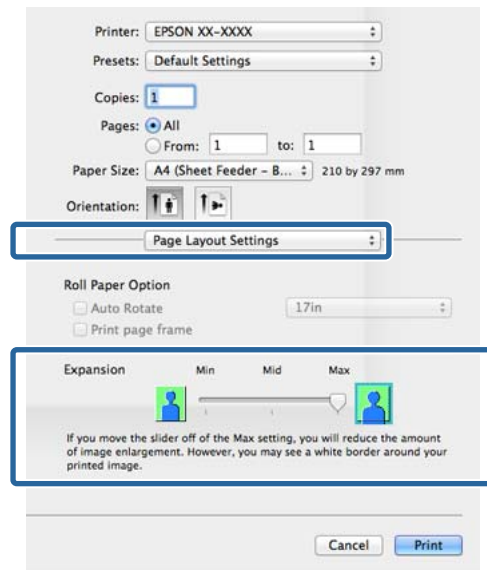 Printer: EPSON XX-XXXX
Presets: Default Settings
Copies: 1
Pages: All
From: 1 to: 1
Paper Size: A4 (Sheet Feeder – B... 210 by 297 mm
Orientation:
Page Layout Settings
Roll Paper Option
Auto Rotate 17in
Print page frame
Expansion Min Mid Max
If you move the slider off of the Max setting, you will reduce the amount
of image enlargement. However, you may see a white border around your
printed image.
Cancel Print